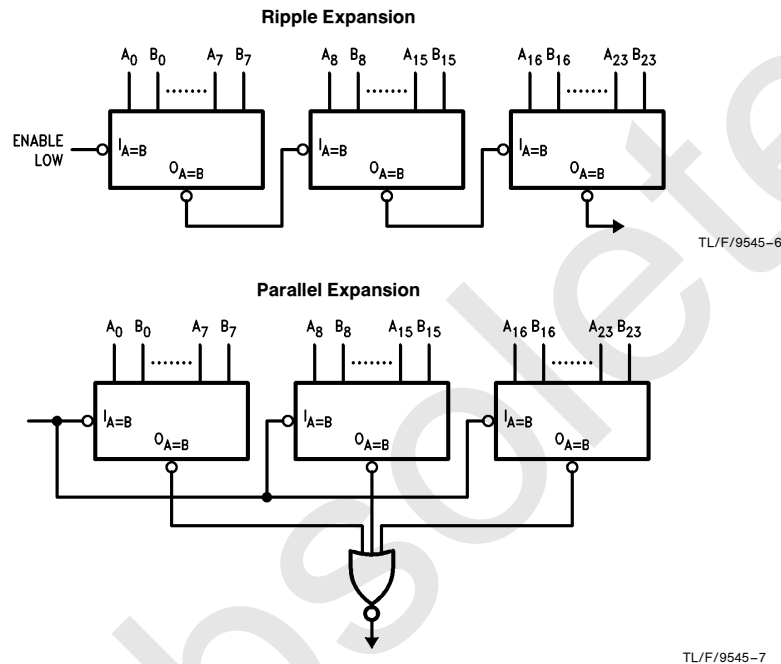 Ripple Expansion
A0 B0 ....... A7 B7
A8 B8 ....... A15 B15
A16 B16 ....... A23 B23
ENABLE
LOW
IA=B
IA=B
IA=B
OA=B
OA=B
OA=B
TL/F/9545–6
Parallel Expansion
A0 B0 ....... A7 B7
A8 B8 ....... A15 B15
A16 B16 ....... A23 B23
IA=B
IA=B
IA=B
OA=B
OA=B
OA=B
TL/F/9545–7
Obsolete